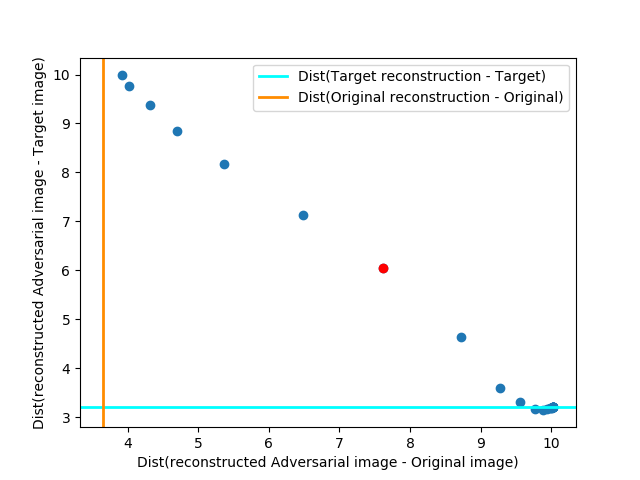 Dist(Target reconstruction - Target)
Dist(Original reconstruction - Original)
10
9
8
7
6
5
4
3
Dist(reconstructed Adversarial image - Target image)
4 5 6 7 8 9 10
Dist(reconstructed Adversarial image - Original image)